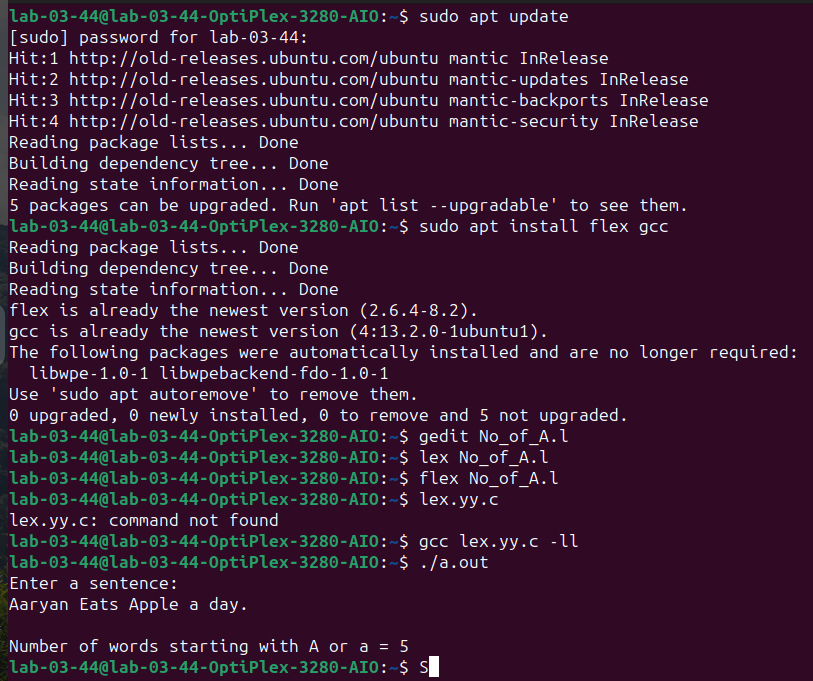 lab-03-44@lab-03-44-OptiPlex-3280-AIO:~$ sudo apt update
[sudo] password for lab-03-44:
Hit:1 http://old-releases.ubuntu.com/ubuntu mantic InRelease
Hit:2 http://old-releases.ubuntu.com/ubuntu mantic-updates InRelease
Hit:3 http://old-releases.ubuntu.com/ubuntu mantic-backports InRelease
Hit:4 http://old-releases.ubuntu.com/ubuntu mantic-security InRelease
Reading package lists... Done
Building dependency tree... Done
Reading state information... Done
5 packages can be upgraded. Run 'apt list --upgradable' to see them.
lab-03-44@lab-03-44-OptiPlex-3280-AIO:~$ sudo apt install flex gcc
Reading package lists... Done
Building dependency tree... Done
Reading state information... Done
flex is already the newest version (2.6.4-8.2).
gcc is already the newest version (4:13.2.0-1ubuntu1).
The following packages were automatically installed and are no longer required:
  libwpe-1.0-1 libwpebackend-fdo-1.0-1
Use 'sudo apt autoremove' to remove them.
0 upgraded, 0 newly installed, 0 to remove and 5 not upgraded.
lab-03-44@lab-03-44-OptiPlex-3280-AIO:~$ gedit No_of_A.l
lab-03-44@lab-03-44-OptiPlex-3280-AIO:~$ lex No_of_A.l
lab-03-44@lab-03-44-OptiPlex-3280-AIO:~$ flex No_of_A.l
lab-03-44@lab-03-44-OptiPlex-3280-AIO:~$ lex.yy.c
lex.yy.c: command not found
lab-03-44@lab-03-44-OptiPlex-3280-AIO:~$ gcc lex.yy.c -ll
lab-03-44@lab-03-44-OptiPlex-3280-AIO:~$ ./a.out
Enter a sentence:
Aaryan Eats Apple a day.

Number of words starting with A or a = 5
lab-03-44@lab-03-44-OptiPlex-3280-AIO:~$ S